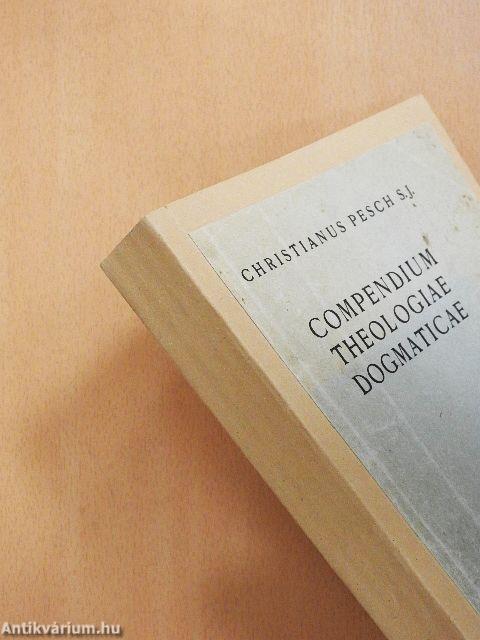 CHRISTIANUS PESCH S.J.
COMPENDIUM
THEOLOGIAE
DOGMATICAE
Antikvárium.hu